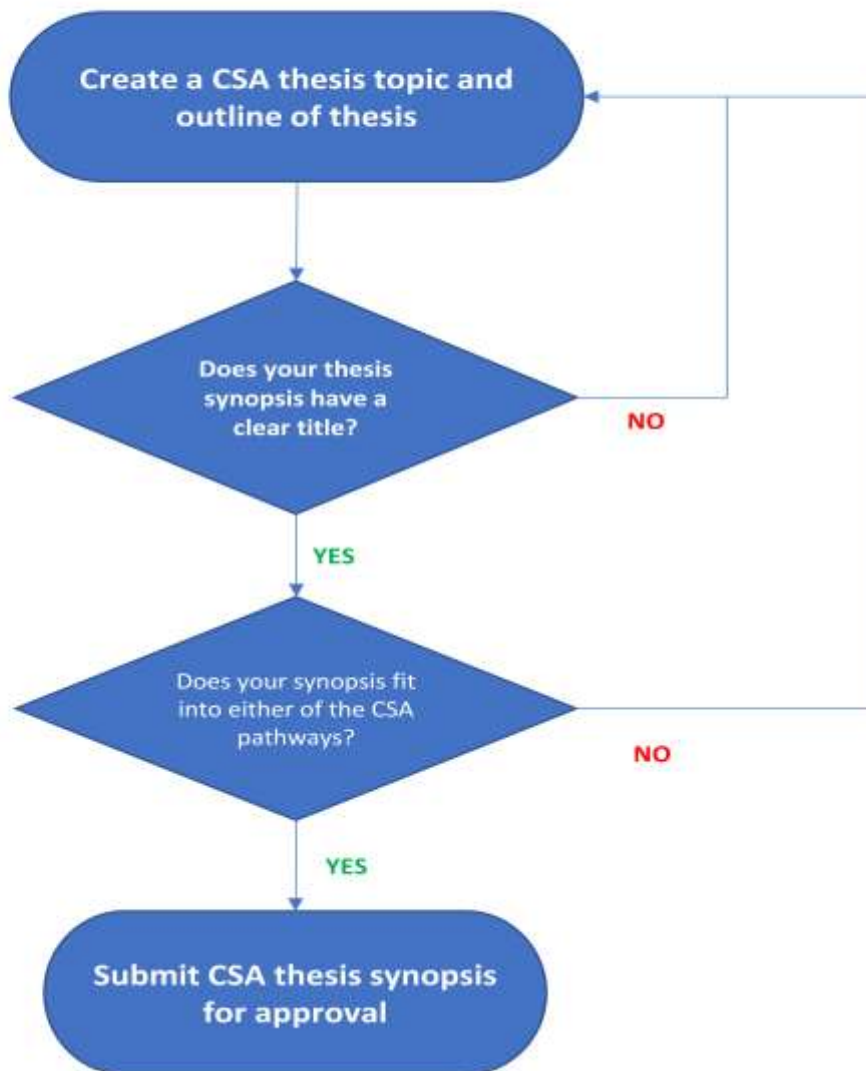 Create a CSA thesis topic and
outline of thesis
Does your thesis
synopsis have a
clear title?
NO
YES
Does your synopsis fit
into either of the CSA
pathways?
NO
YES
Submit CSA thesis synopsis
for approval